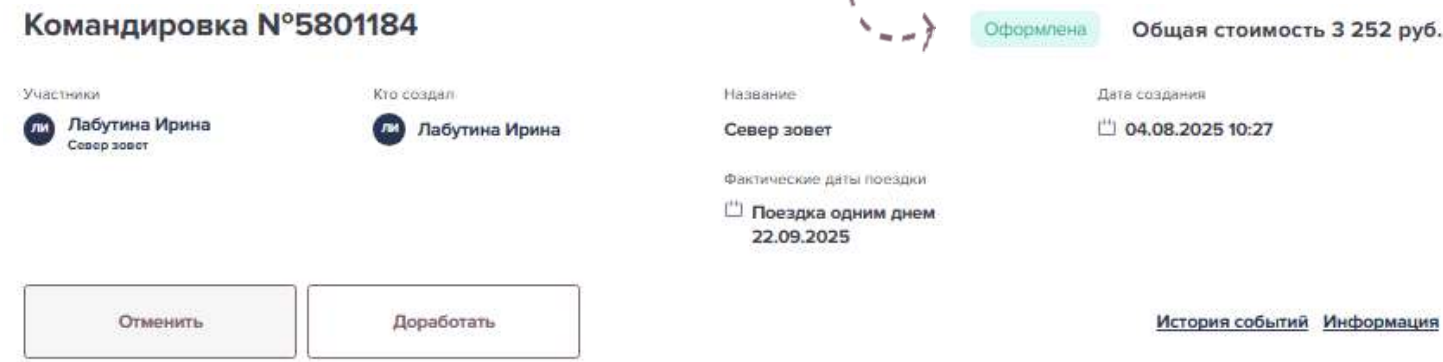 Командировка №5801184
Оформлена
Общая стоимость 3 252 руб.
Участники
ЛИ
Лабутина Ирина
Север зовет
Кто создал
ЛИ
Лабутина Ирина
Название
Север зовет
Дата создания
04.08.2025 10:27
Фактические даты поездки
Поездка одним днем
22.09.2025
Отменить
Доработать
История событий
Информация